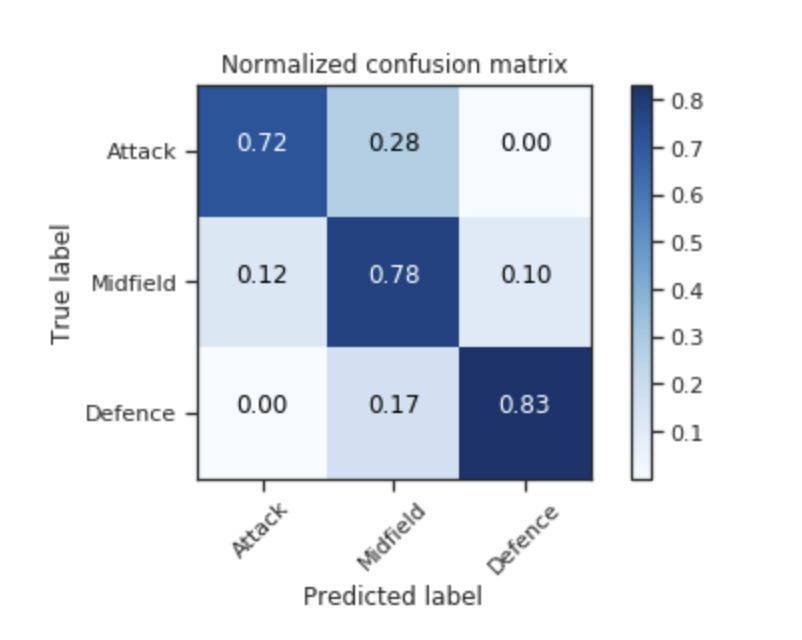 Normalized confusion matrix
True label
Attack 0.72 0.28 0.00
Midfield 0.12 0.78 0.10
Defence 0.00 0.17 0.83
Attack Midfield Defence
Predicted label
0.8
0.7
0.6
0.5
0.4
0.3
0.2
0.1